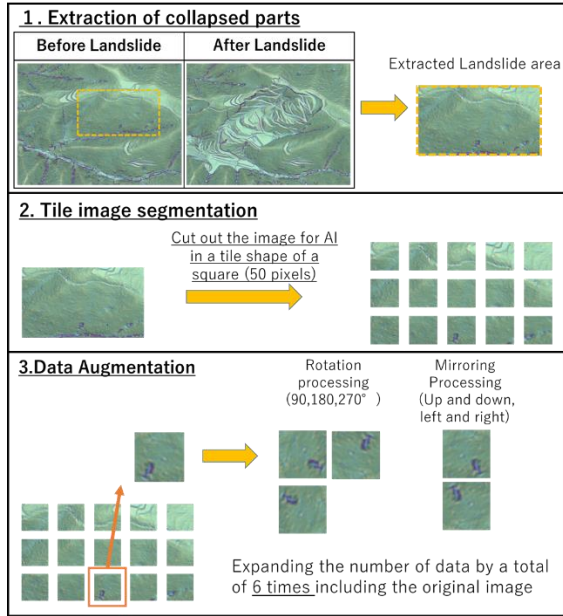 1. Extraction of collapsed parts
Before Landslide
After Landslide
Extracted Landslide area
2. Tile image segmentation
Cut out the image for AI
in a tile shape of a
square (50 pixels)
3.Data Augmentation
Rotation
processing
(90,180,270°)
Mirroring
Processing
(Up and down,
left and right)
Expanding the number of data by a total
of 6 times including the original image